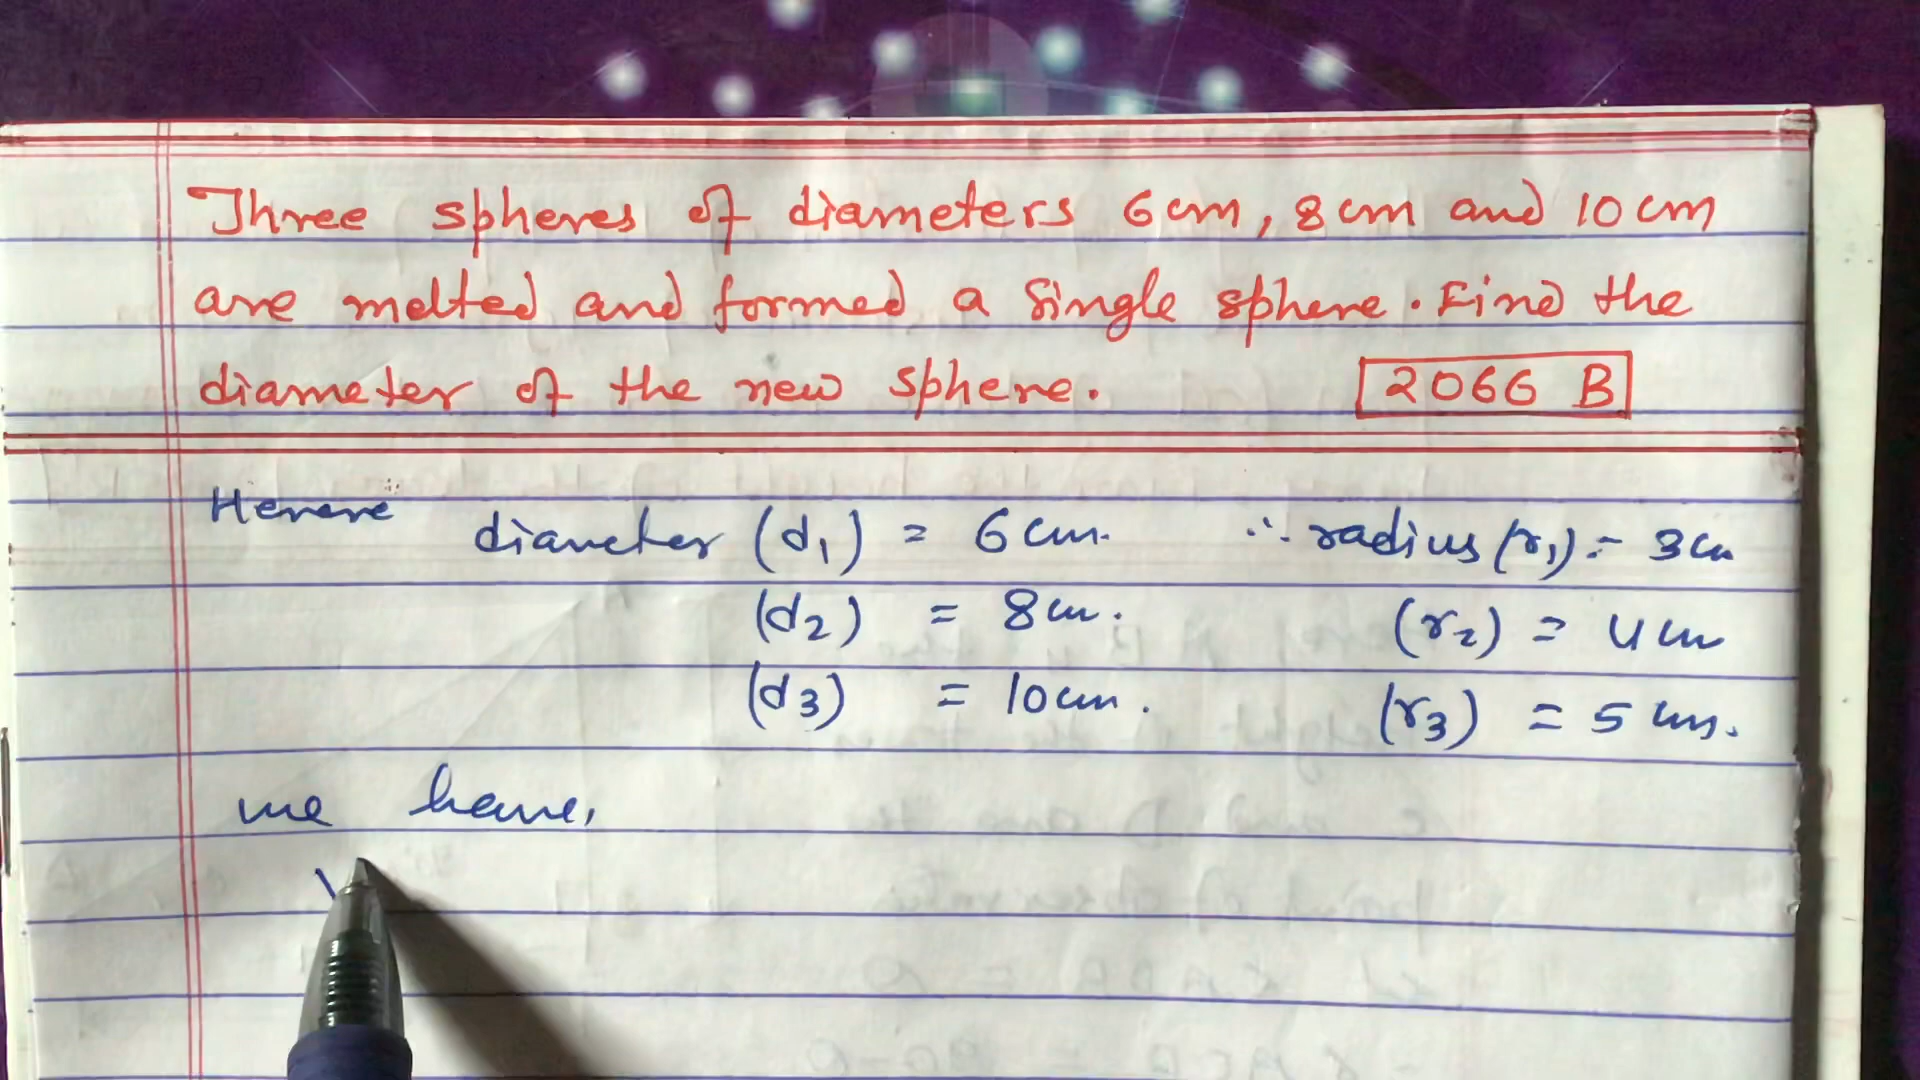 Three spheres of diameters 6cm, 8cm and 10cm
are melted and formed a single sphere. Find the
diameter of the new sphere. 2066 B
Here diameter (d1) = 6cm. ∴ radius (r1) = 3cm
(d2) = 8cm. (r2) = 4cm
(d3) = 10cm. (r3) = 5cm.
we have,